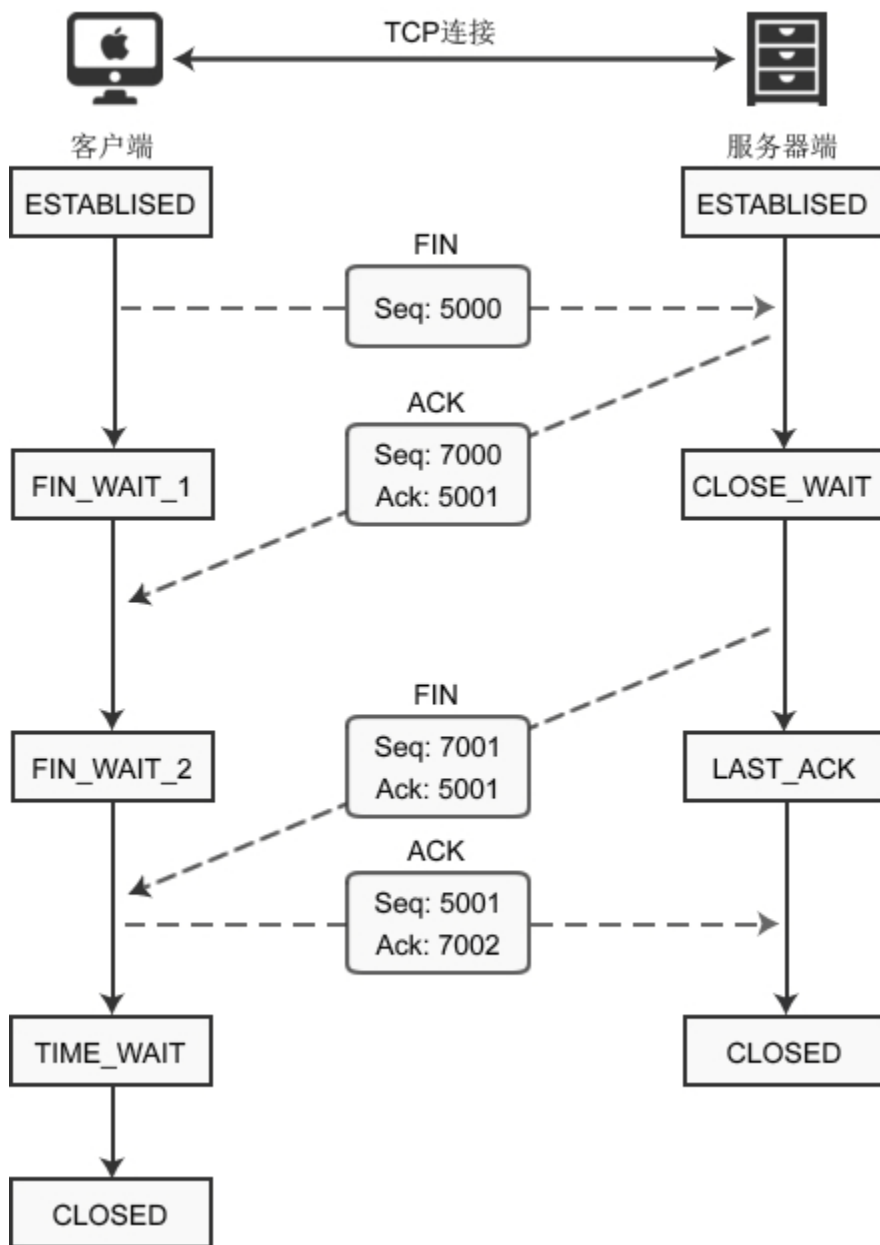 TCP连接
客户端
服务器端
ESTABLISED
ESTABLISED
FIN
Seq: 5000
ACK
Seq: 7000
Ack: 5001
FIN_WAIT_1
CLOSE_WAIT
FIN
Seq: 7001
Ack: 5001
FIN_WAIT_2
LAST_ACK
ACK
Seq: 5001
Ack: 7002
TIME_WAIT
CLOSED
CLOSED